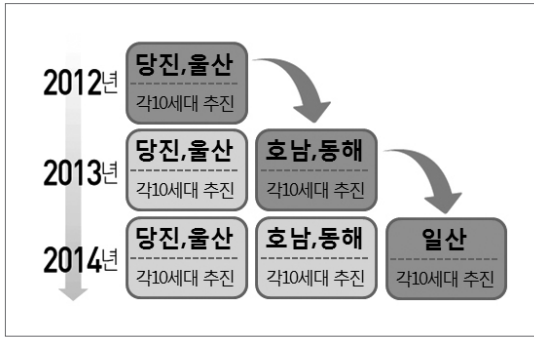 2012년
당진,울산
각10세대 추진
2013년
당진,울산
각10세대 추진
호남,동해
각10세대 추진
2014년
당진,울산
각10세대 추진
호남,동해
각10세대 추진
일산
각10세대 추진